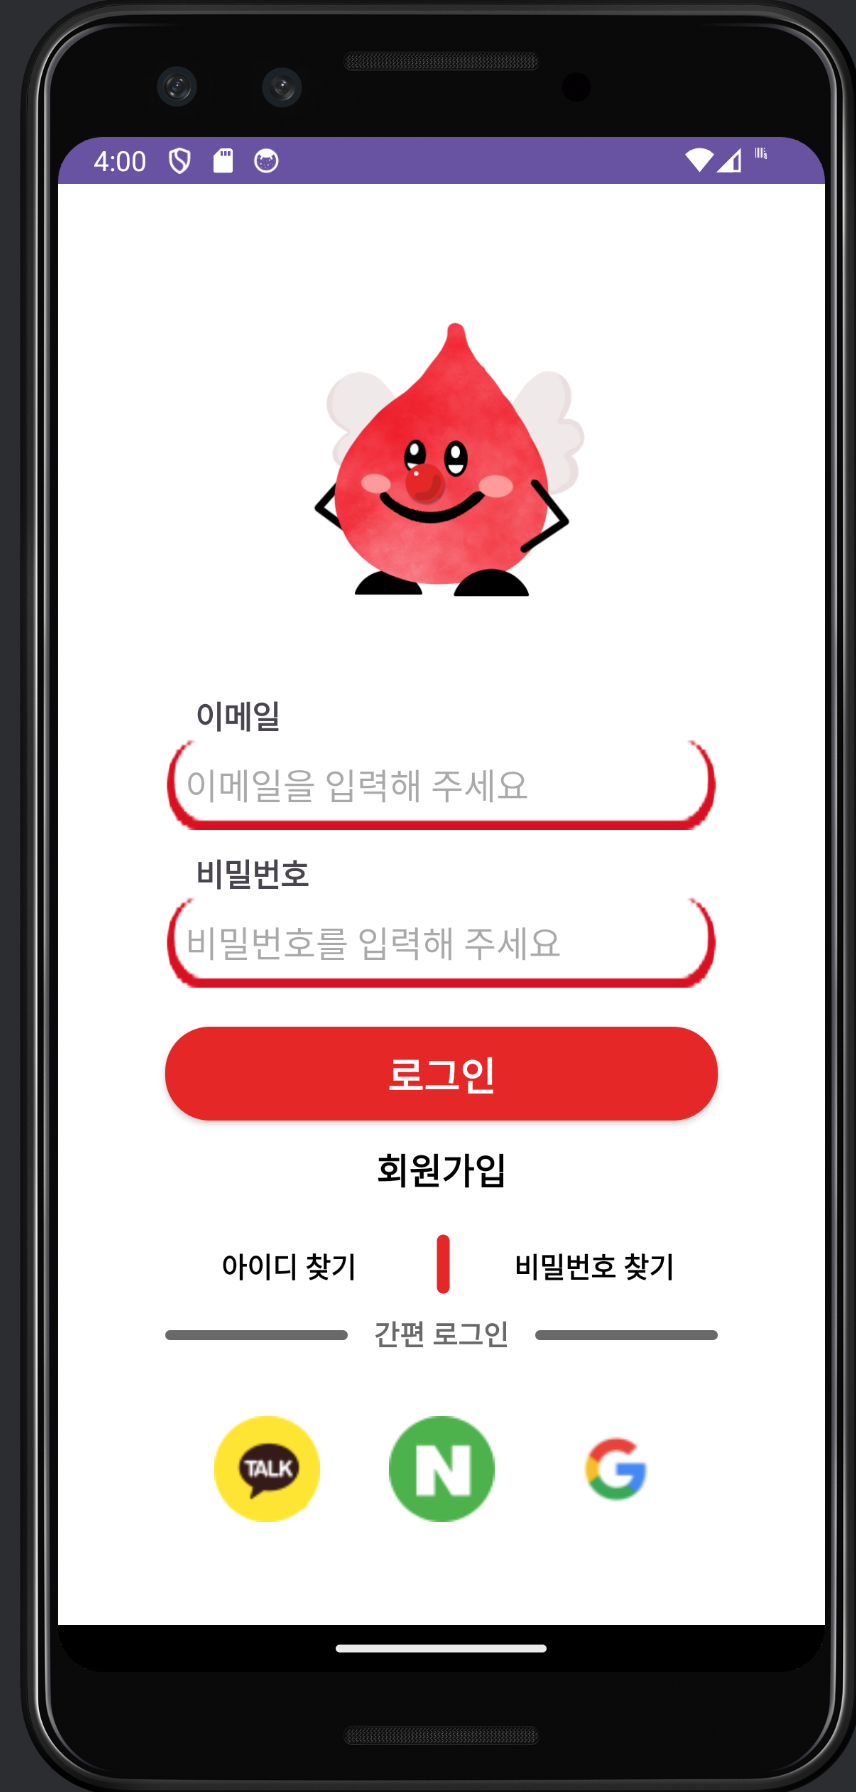 4:00
이메일
이메일을 입력해 주세요
비밀번호
비밀번호를 입력해 주세요
로그인
회원가입
아이디 찾기
비밀번호 찾기
간편 로그인
TALK
N
G